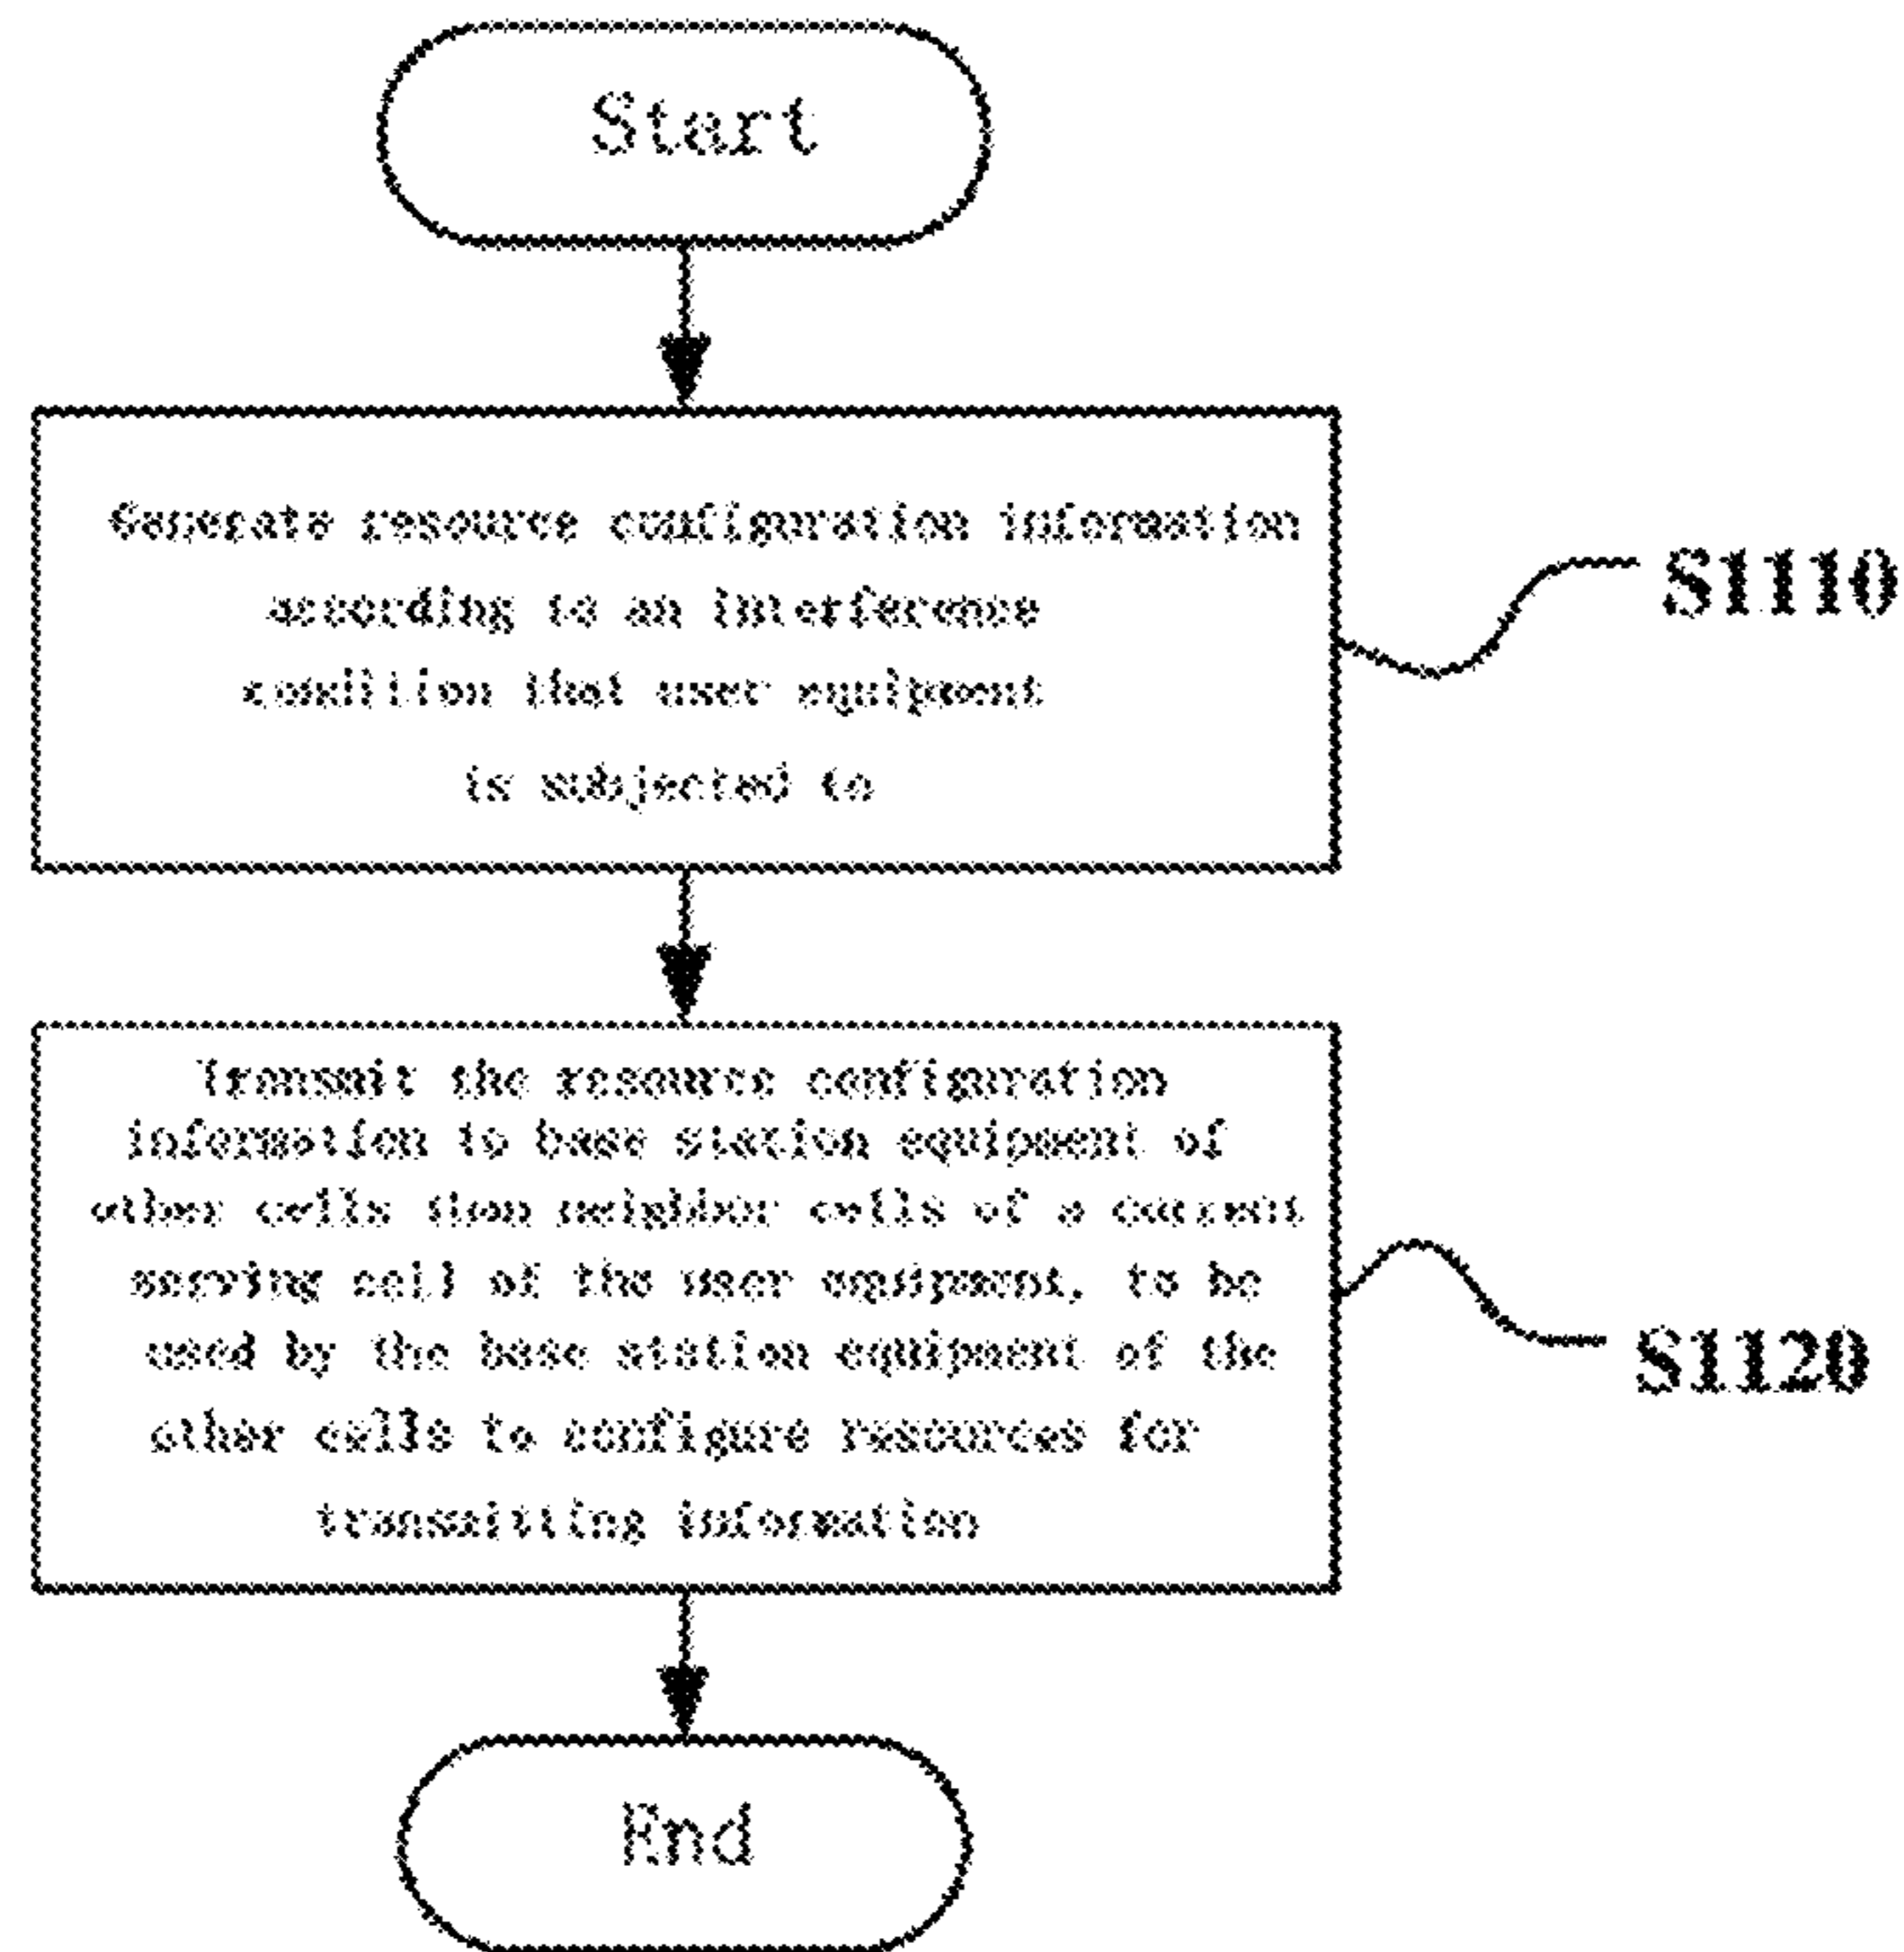 Start
Generate resource configuration information
according to an interference
condition that user equipment
is subjected to
S1110
Transmit the resource configuration
information to base station equipment of
other cells than neighbor cells of a current
serving cell of the user equipment, to be
used by the base station equipment of the
other cells to configure resources for
transmitting information
S1120
End